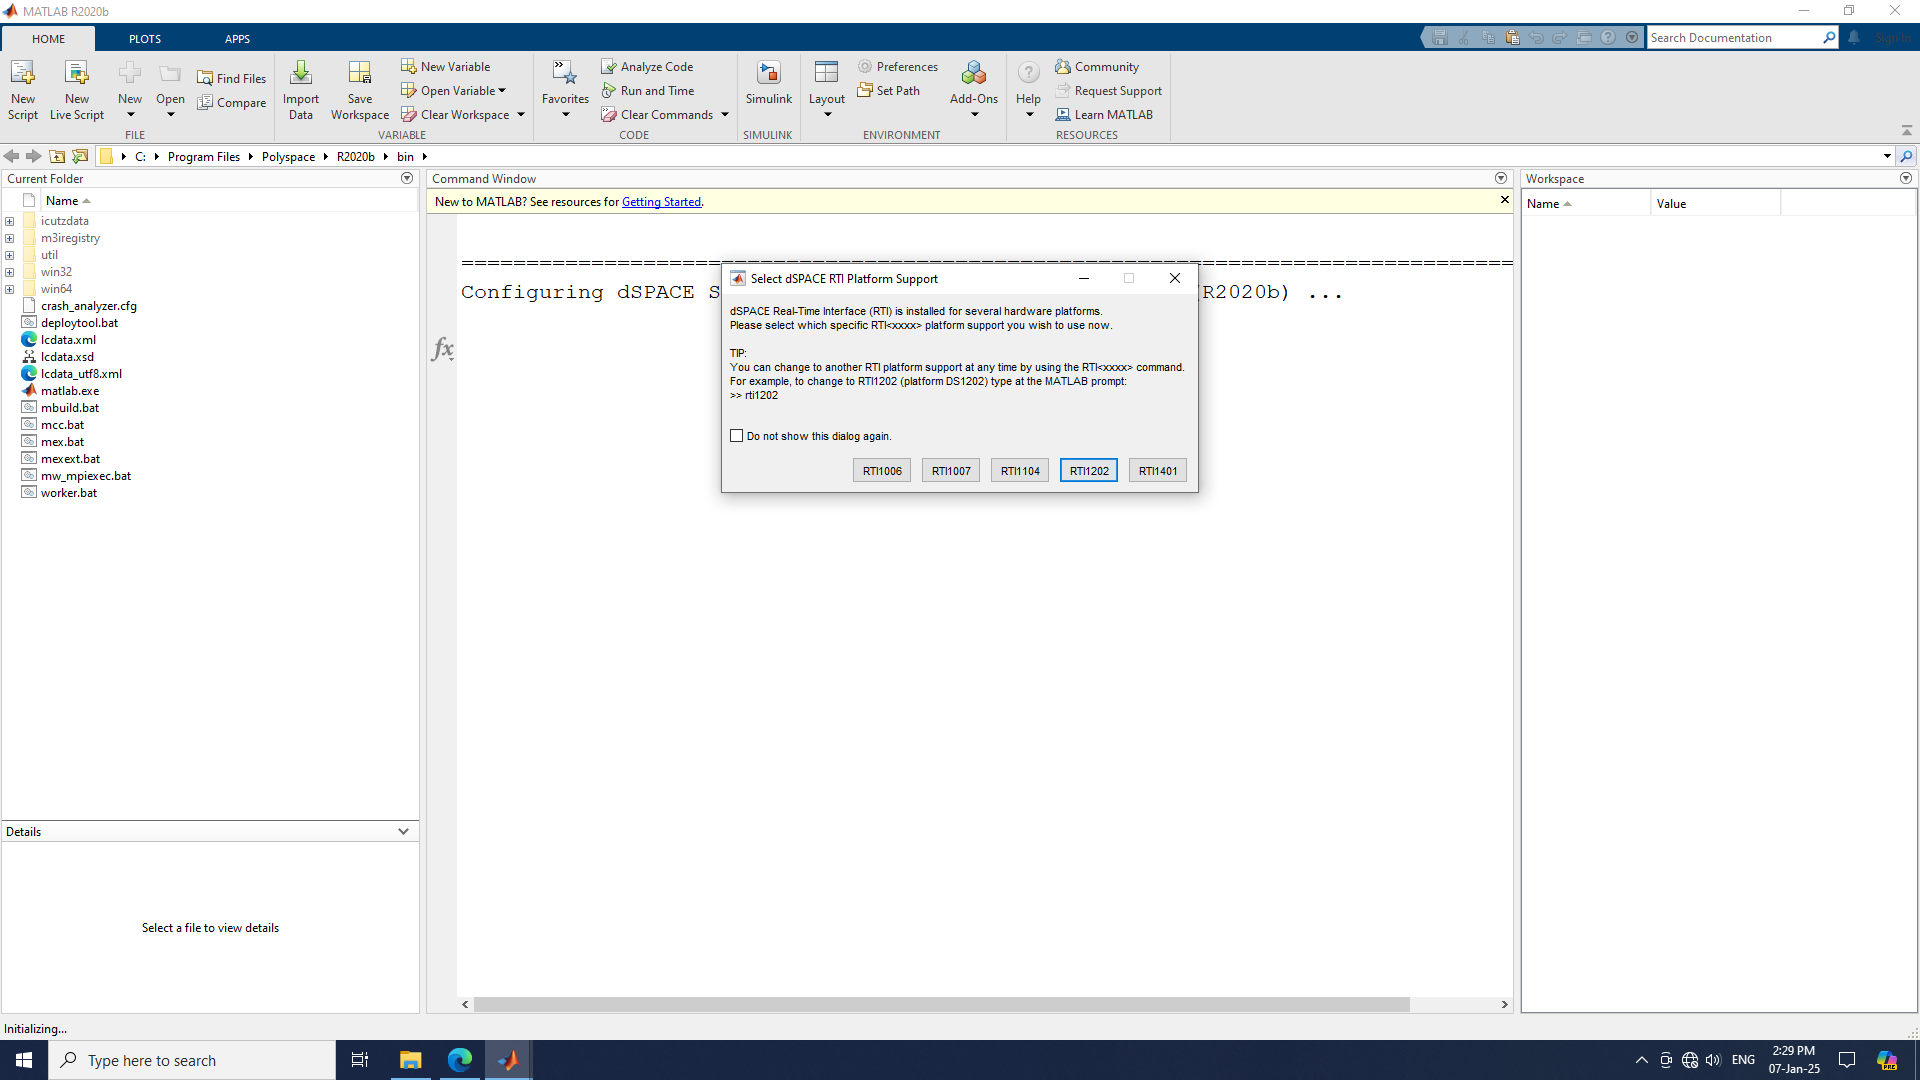 MATLAB R2020b
HOME
PLOTS
APPS
Search Documentation
Sign In
New Script
New Live Script
New
Open
Find Files
Compare
FILE
Import Data
Save Workspace
New Variable
Open Variable
Clear Workspace
VARIABLE
Favorites
Analyze Code
Run and Time
Clear Commands
CODE
Simulink
SIMULINK
Layout
Preferences
Set Path
Add-Ons
ENVIRONMENT
Help
Community
Request Support
Learn MATLAB
RESOURCES
C: Program Files Polyspace R2020b bin
Current Folder
Name
icutzdata
m3iregistry
util
win32
win64
crash_analyzer.cfg
deploytool.bat
lcdata.xml
lcdata.xsd
lcdata_utf8.xml
matlab.exe
mbuild.bat
mcc.bat
mex.bat
mexext.bat
mw_mpiexec.bat
worker.bat
Details
Select a file to view details
Command Window
New to MATLAB? See resources for Getting Started.
Configuring dSPACE S R2020b) ...
fx
Select dSPACE RTI Platform Support
dSPACE Real-Time Interface (RTI) is installed for several hardware platforms.
Please select which specific RTI<xxxx> platform support you wish to use now.
TIP:
You can change to another RTI platform support at any time by using the RTI<xxxx> command.
For example, to change to RTI1202 (platform DS1202) type at the MATLAB prompt:
>> rti1202
Do not show this dialog again.
RTI1006
RTI1007
RTI1104
RTI1202
RTI1401
Workspace
Name
Value
Initializing...
Type here to search
ENG
2:29 PM
07-Jan-25
PRE